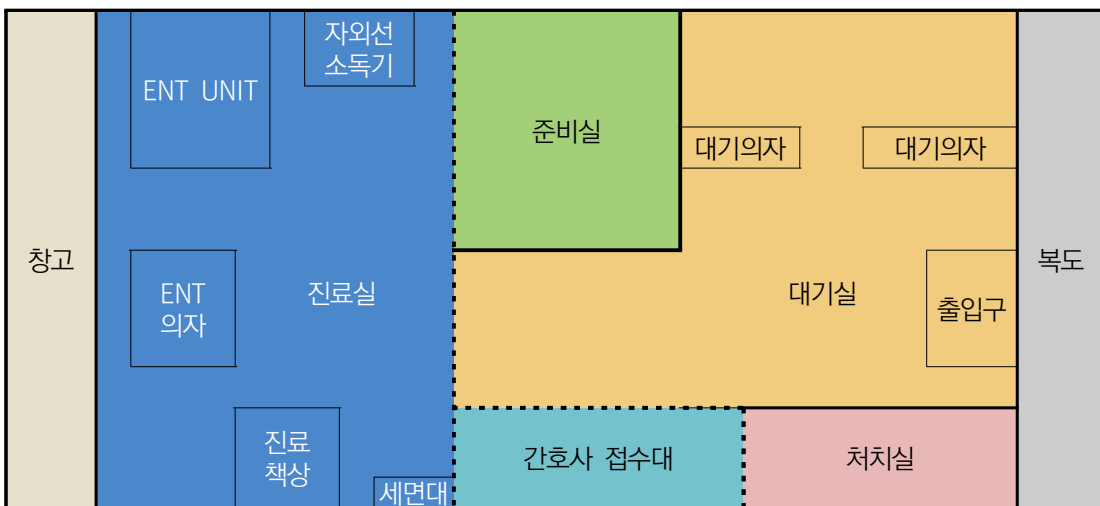 자외선
소독기
ENT UNIT
준비실
대기의자
대기의자
창고
ENT
의자
진료실
대기실
출입구
복도
진료
책상
세면대
간호사 접수대
처치실